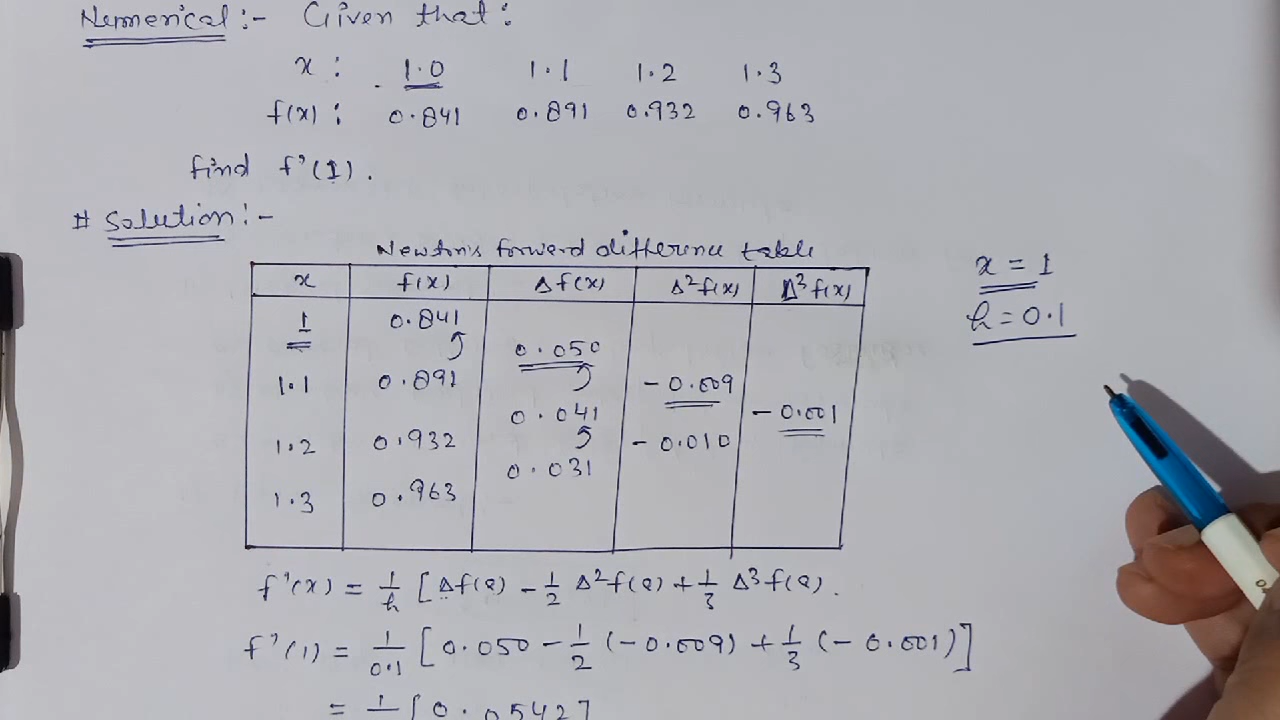 Numerical :- Given that :
x : 1.0 1.1 1.2 1.3
f(x) : 0.841 0.891 0.932 0.963
find f'(1).
# Solution :-
Newton's forward difference table
x f(x) Δf(x) Δ²f(x) Δ³f(x)
1 0.841
0.050
1.1 0.891 -0.009
0.041 -0.001
1.2 0.932 -0.010
0.031
1.3 0.963
x = 1
h = 0.1
f'(x) = 1/h [Δf(a) - 1/2 Δ²f(a) + 1/3 Δ³f(a).
f'(1) = 1/0.1 [0.050 - 1/2 (-0.009) + 1/3 (-0.001)]
= 1 [0.05427